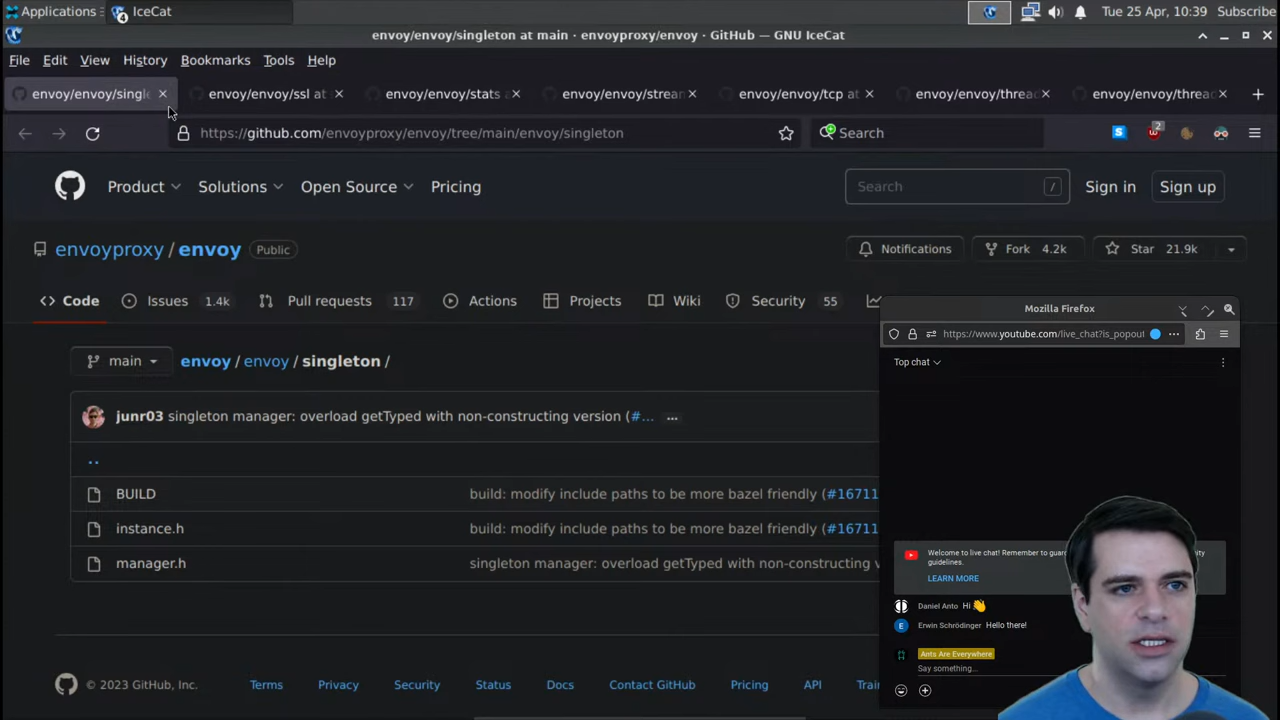 Applications
4 IceCat
Tue 25 Apr, 10:39 Subscribe
envoy/envoy/singleton at main · envoyproxy/envoy · GitHub — GNU IceCat
File Edit View History Bookmarks Tools Help
envoy/envoy/singl envoy/envoy/ssl at envoy/envoy/stats envoy/envoy/strean envoy/envoy/tcp at envoy/envoy/thread envoy/envoy/thread
https://github.com/envoyproxy/envoy/tree/main/envoy/singleton
Search
2
Product Solutions Open Source Pricing
Search /
Sign in Sign up
envoyproxy / envoy Public
Notifications Fork 4.2k Star 21.9k
Code Issues 1.4k Pull requests 117 Actions Projects Wiki Security 55
main envoy / envoy / singleton /
junr03 singleton manager: overload getTyped with non-constructing version (#... ...
..
BUILD build: modify include paths to be more bazel friendly (#16711
instance.h build: modify include paths to be more bazel friendly (#16711
manager.h singleton manager: overload getTyped with non-constructing v
© 2023 GitHub, Inc. Terms Privacy Security Status Docs Contact GitHub Pricing API Train
Mozilla Firefox
https://www.youtube.com/live_chat?is_popout
Top chat
Welcome to live chat! Remember to guar
guidelines.
LEARN MORE
Daniel Anto Hi 👋
E Erwin Schrödinger Hello there!
Ants Are Everywhere
Say something...